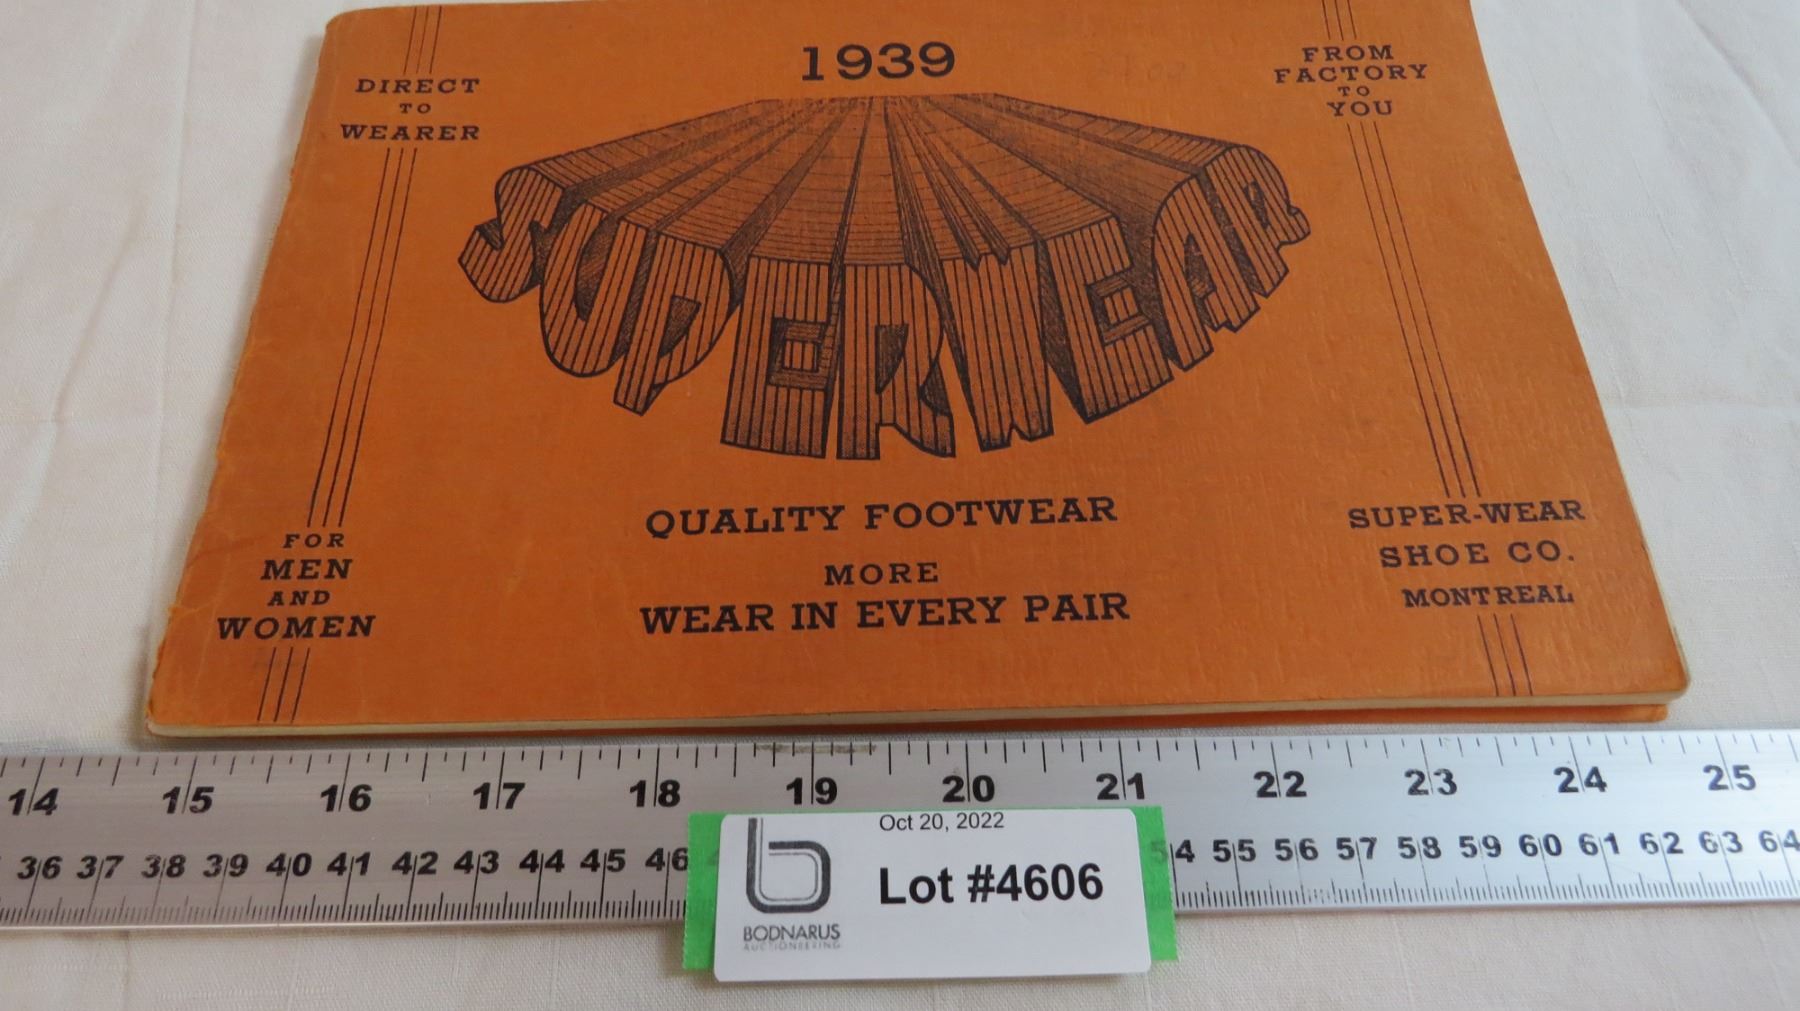 1939
DIRECT
TO
WEARER
FROM
FACTORY
TO
YOU
SUPERWEAR
QUALITY FOOTWEAR
MORE
WEAR IN EVERY PAIR
FOR
MEN
AND
WOMEN
SUPER-WEAR
SHOE CO.
MONTREAL
14 15 16 17 18 19 20 21 22 23 24 25
36 37 38 39 40 41 42 43 44 45 46 54 55 56 57 58 59 60 61 62 63 64
Oct 20, 2022
Lot #4606
BODNARUS
AUCTIONEERING